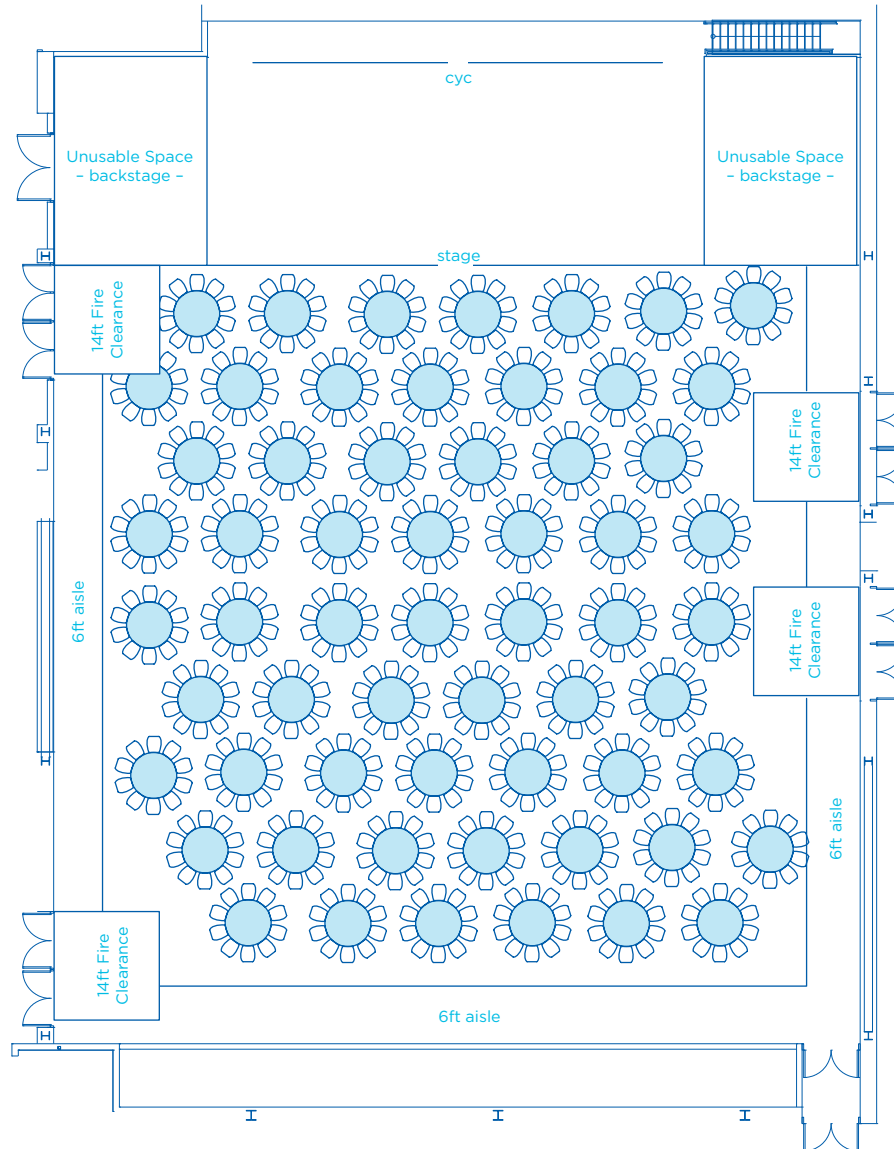 cyc
Unusable Space
– backstage –
Unusable Space
– backstage –
stage
14ft Fire
Clearance
14ft Fire
Clearance
6ft aisle
14ft Fire
Clearance
6ft aisle
14ft Fire
Clearance
6ft aisle